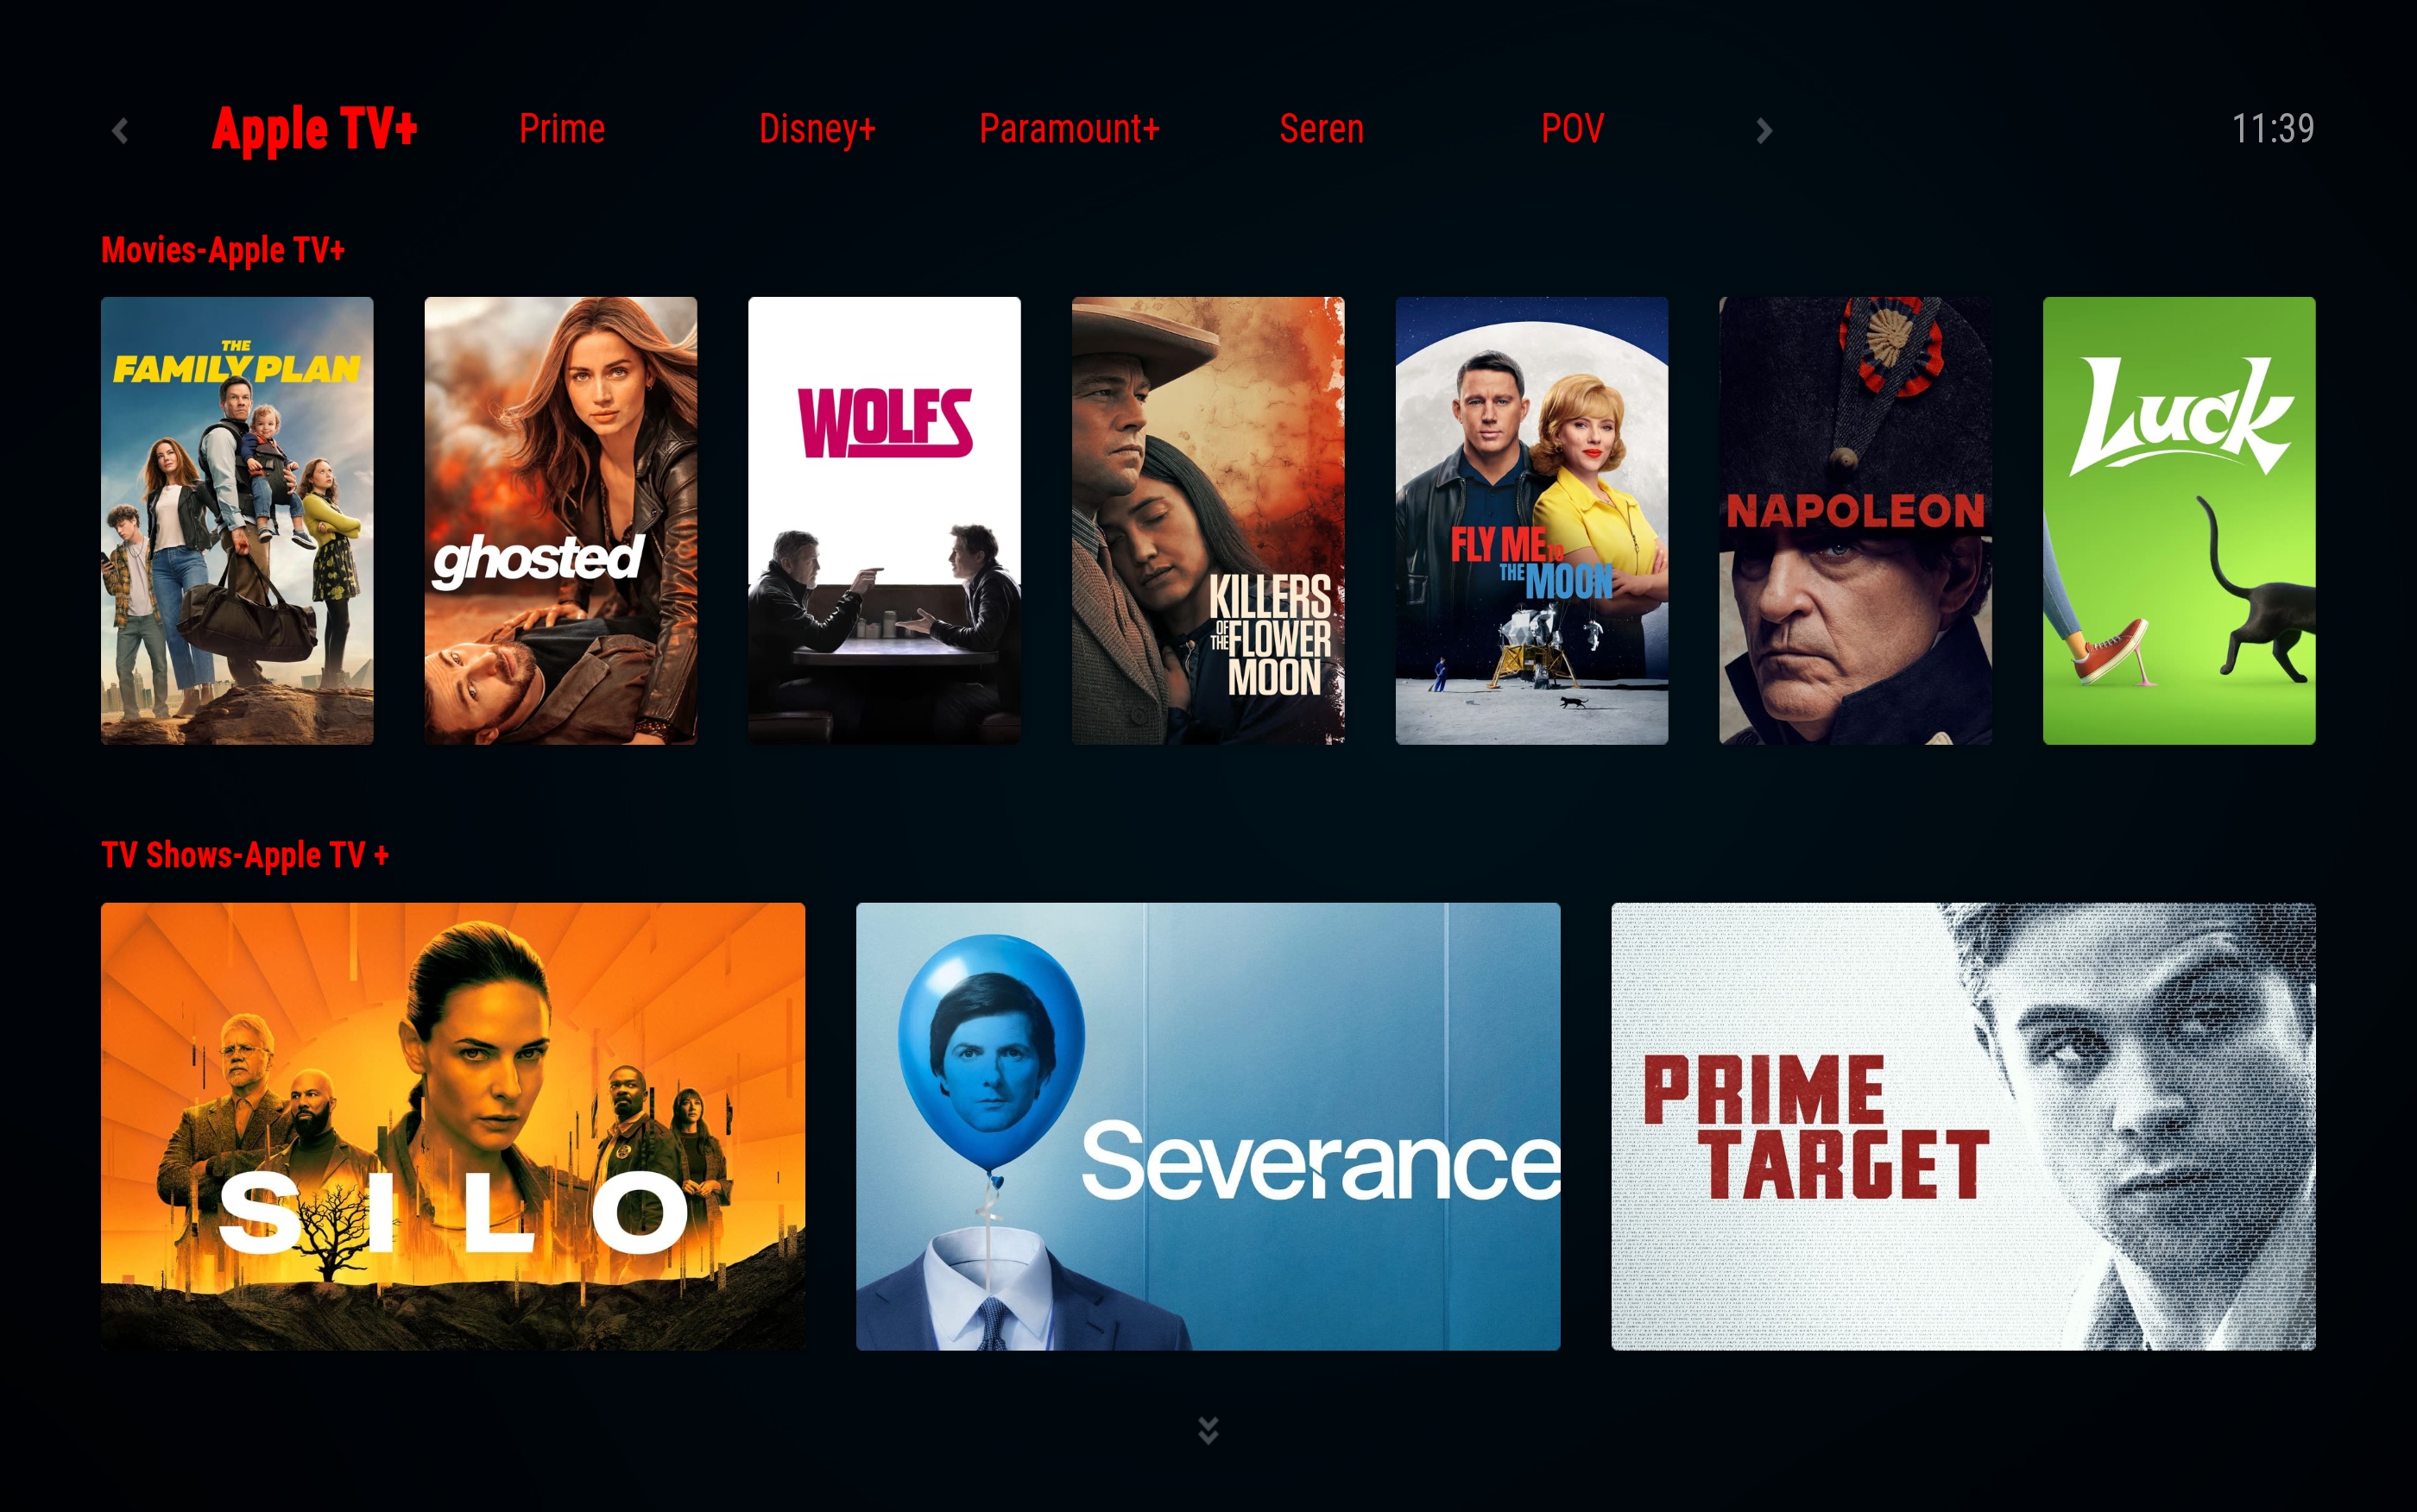 Apple TV+ Prime Disney+ Paramount+ Seren POV 11:39
Movies-Apple TV+
THE
FAMILY PLAN
ghosted
WOLFS
KILLERS
OF THE FLOWER
MOON
FLY ME TO
THE MOON
NAPOLEON
Luck
TV Shows-Apple TV +
SILO
Severance
PRIME
TARGET